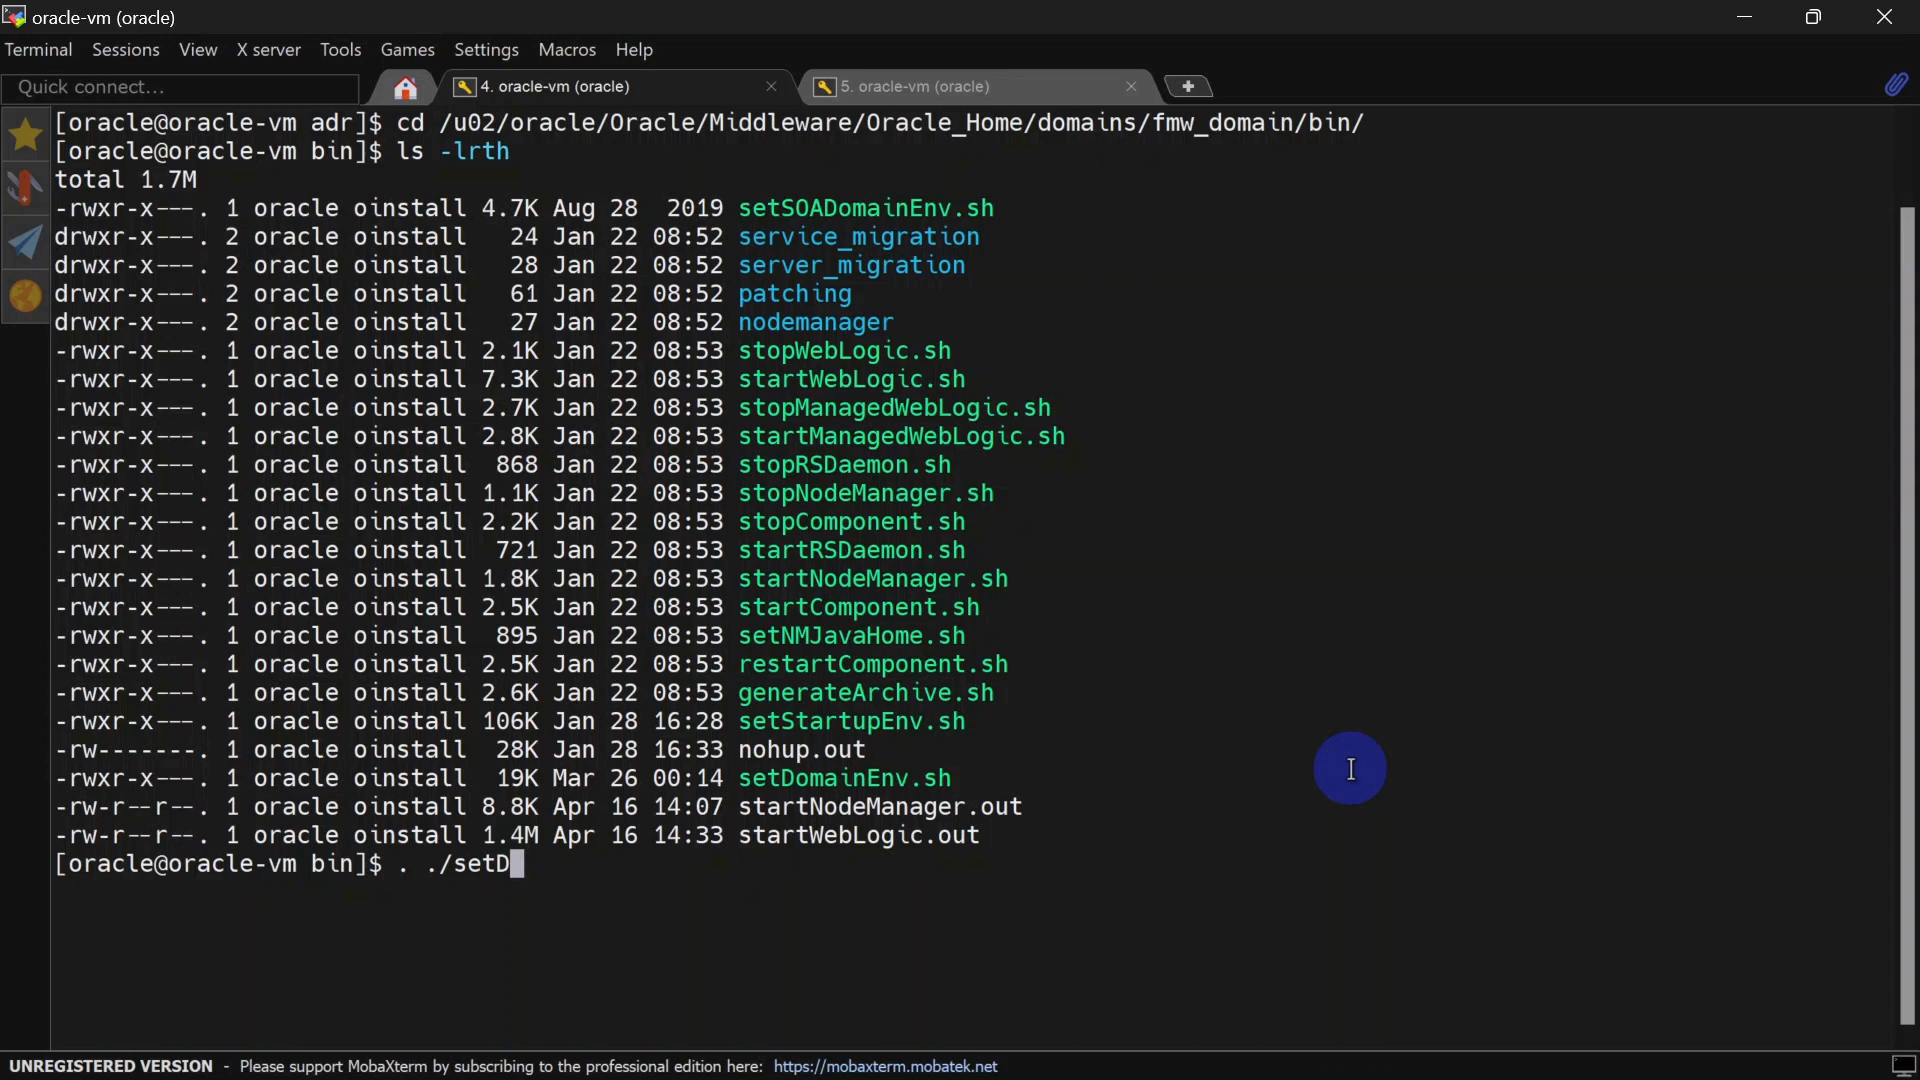 oracle-vm (oracle)
Terminal Sessions View X server Tools Games Settings Macros Help
Quick connect... 4. oracle-vm (oracle) 5. oracle-vm (oracle)
[oracle@oracle-vm adr]$ cd /u02/oracle/Oracle/Middleware/Oracle_Home/domains/fmw_domain/bin/
[oracle@oracle-vm bin]$ ls -lrth
total 1.7M
-rwxr-x---. 1 oracle oinstall 4.7K Aug 28  2019 setSOADomainEnv.sh
drwxr-x---. 2 oracle oinstall   24 Jan 22 08:52 service_migration
drwxr-x---. 2 oracle oinstall   28 Jan 22 08:52 server_migration
drwxr-x---. 2 oracle oinstall   61 Jan 22 08:52 patching
drwxr-x---. 2 oracle oinstall   27 Jan 22 08:52 nodemanager
-rwxr-x---. 1 oracle oinstall 2.1K Jan 22 08:53 stopWebLogic.sh
-rwxr-x---. 1 oracle oinstall 7.3K Jan 22 08:53 startWebLogic.sh
-rwxr-x---. 1 oracle oinstall 2.7K Jan 22 08:53 stopManagedWebLogic.sh
-rwxr-x---. 1 oracle oinstall 2.8K Jan 22 08:53 startManagedWebLogic.sh
-rwxr-x---. 1 oracle oinstall  868 Jan 22 08:53 stopRSDaemon.sh
-rwxr-x---. 1 oracle oinstall 1.1K Jan 22 08:53 stopNodeManager.sh
-rwxr-x---. 1 oracle oinstall 2.2K Jan 22 08:53 stopComponent.sh
-rwxr-x---. 1 oracle oinstall  721 Jan 22 08:53 startRSDaemon.sh
-rwxr-x---. 1 oracle oinstall 1.8K Jan 22 08:53 startNodeManager.sh
-rwxr-x---. 1 oracle oinstall 2.5K Jan 22 08:53 startComponent.sh
-rwxr-x---. 1 oracle oinstall  895 Jan 22 08:53 setNMJavaHome.sh
-rwxr-x---. 1 oracle oinstall 2.5K Jan 22 08:53 restartComponent.sh
-rwxr-x---. 1 oracle oinstall 2.6K Jan 22 08:53 generateArchive.sh
-rwxr-x---. 1 oracle oinstall 106K Jan 28 16:28 setStartupEnv.sh
-rw-------. 1 oracle oinstall  28K Jan 28 16:33 nohup.out
-rwxr-x---. 1 oracle oinstall  19K Mar 26 00:14 setDomainEnv.sh
-rw-r--r--. 1 oracle oinstall 8.8K Apr 16 14:07 startNodeManager.out
-rw-r--r--. 1 oracle oinstall 1.4M Apr 16 14:33 startWebLogic.out
[oracle@oracle-vm bin]$ . ./setD
UNREGISTERED VERSION - Please support MobaXterm by subscribing to the professional edition here: https://mobaxterm.mobatek.net